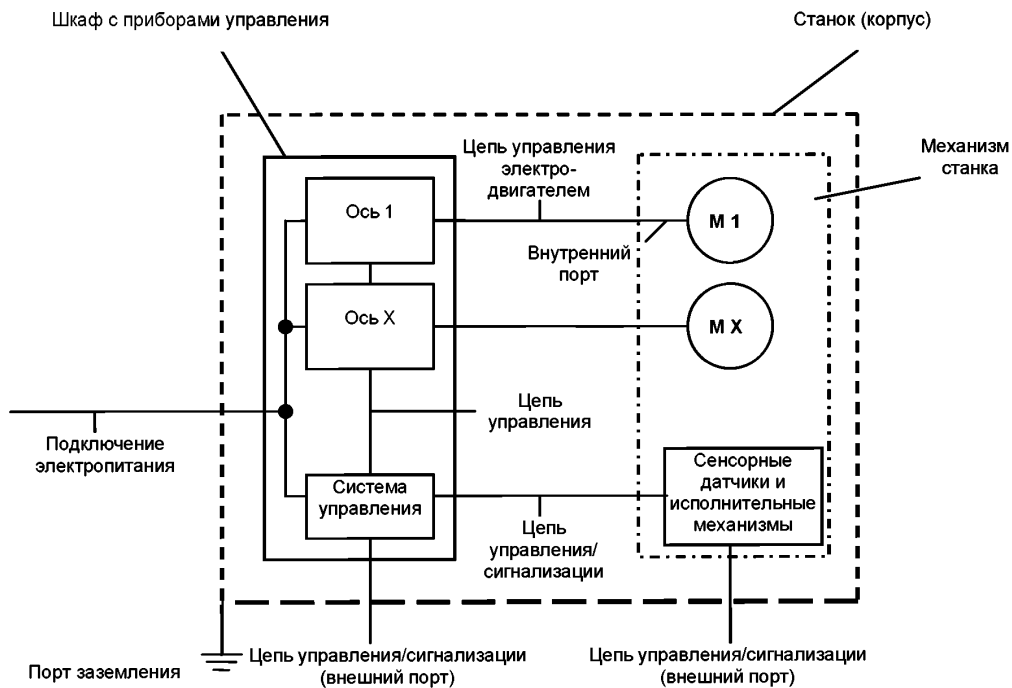 Шкаф с приборами управления
Станок (корпус)
Цепь управления
электро-
двигателем
Механизм
станка
Ось 1
М 1
Внутренний
порт
Ось X
М X
Цепь
управления
Подключение
электропитания
Система
управления
Сенсорные
датчики и
исполнительные
механизмы
Цепь
управления/
сигнализации
Порт заземления
Цепь управления/сигнализации
(внешний порт)
Цепь управления/сигнализации
(внешний порт)